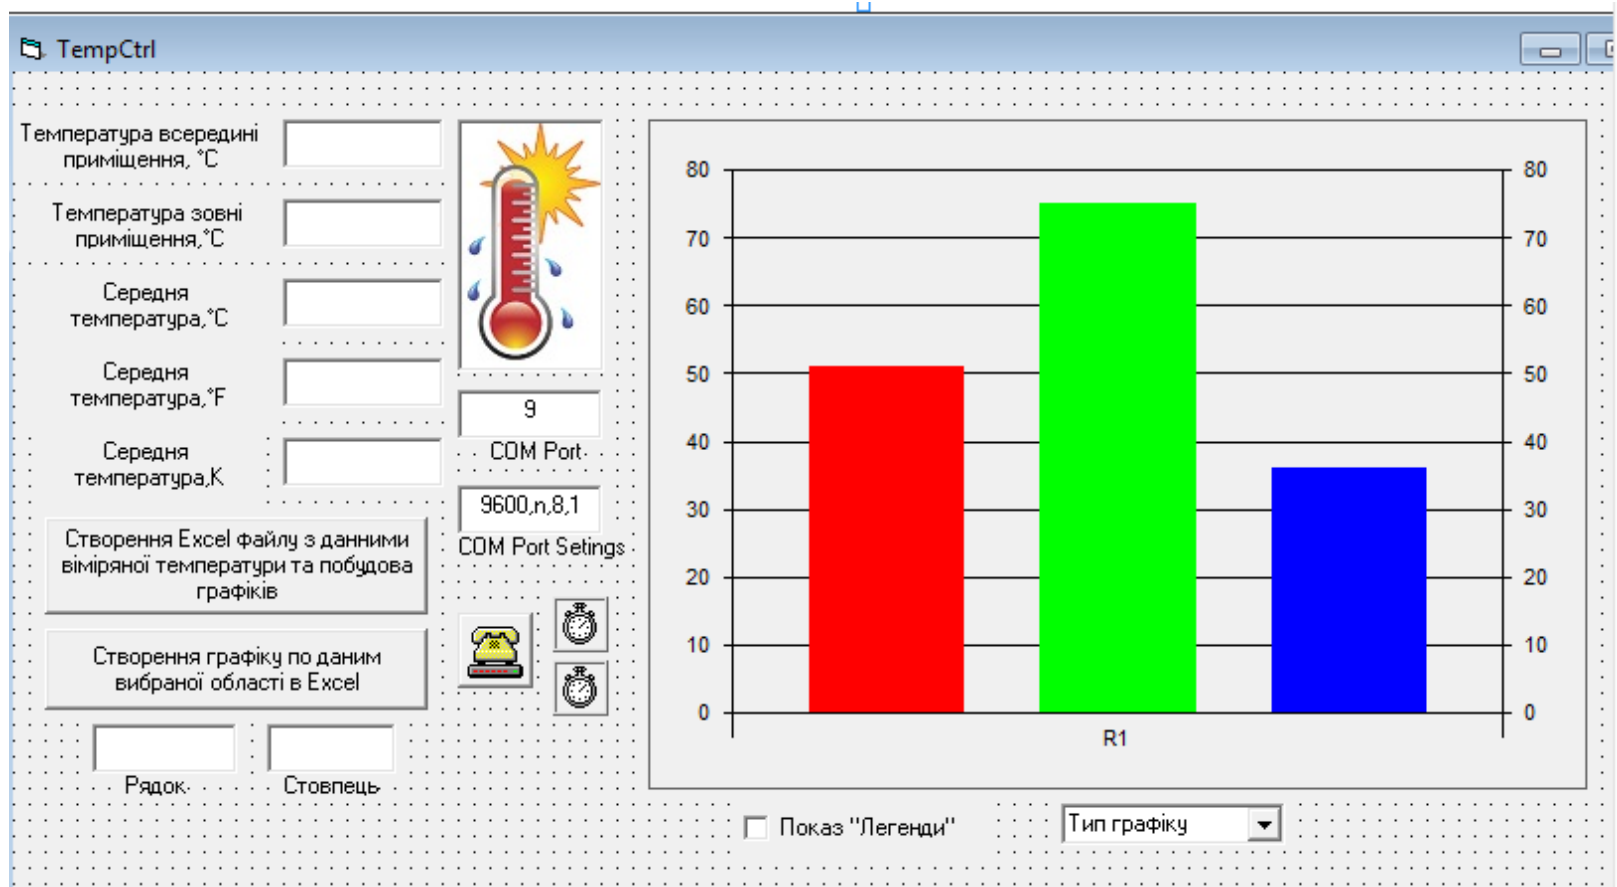 TempCtrl
Температура всередині
приміщення, °C
Температура зовні
приміщення,°C
Середня
температура,°C
Середня
температура,°F
Середня
температура,K
9
COM Port
9600,n,8,1
COM Port Setings
Створення Excel файлу з данними
віміряної температури та побудова
графіків
Створення графіку по даним
вибраної області в Excel
Рядок
Стовпець
80
70
60
50
40
30
20
10
0
80
70
60
50
40
30
20
10
0
R1
Показ "Легенди"
Тип графіку